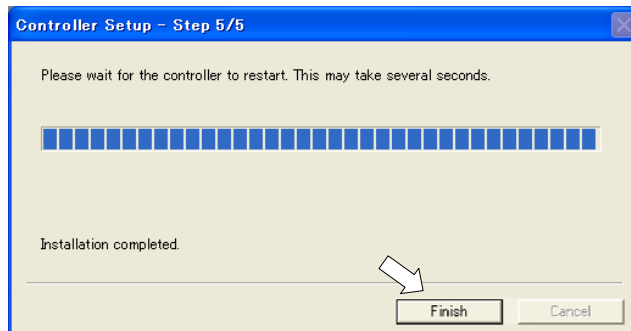 Controller Setup - Step 5/5
Please wait for the controller to restart. This may take several seconds.
Installation completed.
Finish
Cancel